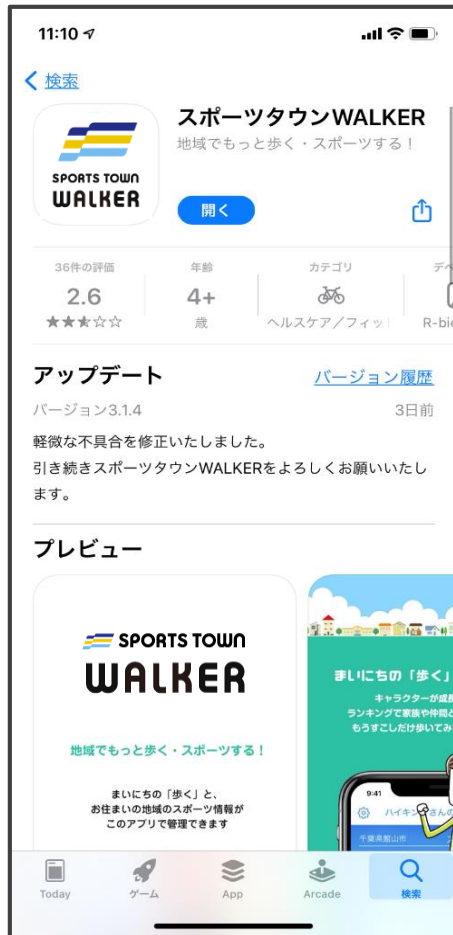 11:10
検索
スポーツタウンWALKER
地域でもっと歩く・スポーツする！
SPORTS TOWN
WALKER
開く
36件の評価
年齢
カテゴリ
デベ
2.6
4+
歳
ヘルスケア／フィッ
R-bie
アップデート
バージョン履歴
バージョン3.1.4
3日前
軽微な不具合を修正いたしました。
引き続きスポーツタウンWALKERをよろしくお願いいたし
ます。
プレビュー
SPORTS TOWN
WALKER
地域でもっと歩く・スポーツする！
まいにちの「歩く」と、
お住まいの地域のスポーツ情報が
このアプリで管理できます
まいにちの「歩く」
キャラクターが成長
ランキングで家族や仲間と
もうすこしだけ歩いてみ
9:41
ハイキン
さんの
千葉県館山市
Today
ゲーム
App
Arcade
検索